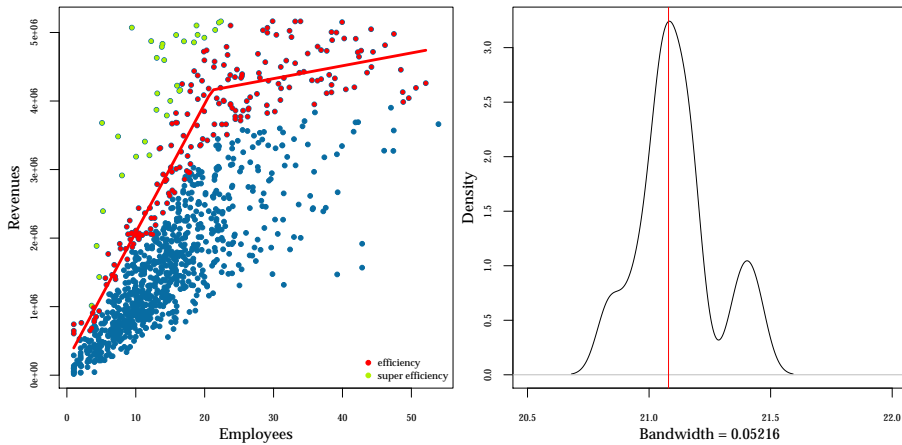 Revenues
5e+06
4e+06
3e+06
2e+06
1e+06
0e+00
efficiency
super efficiency
0 10 20 30 40 50
Employees
Density
3.0
2.5
2.0
1.5
1.0
0.5
0.0
20.5 21.0 21.5 22.0
Bandwidth = 0.05216